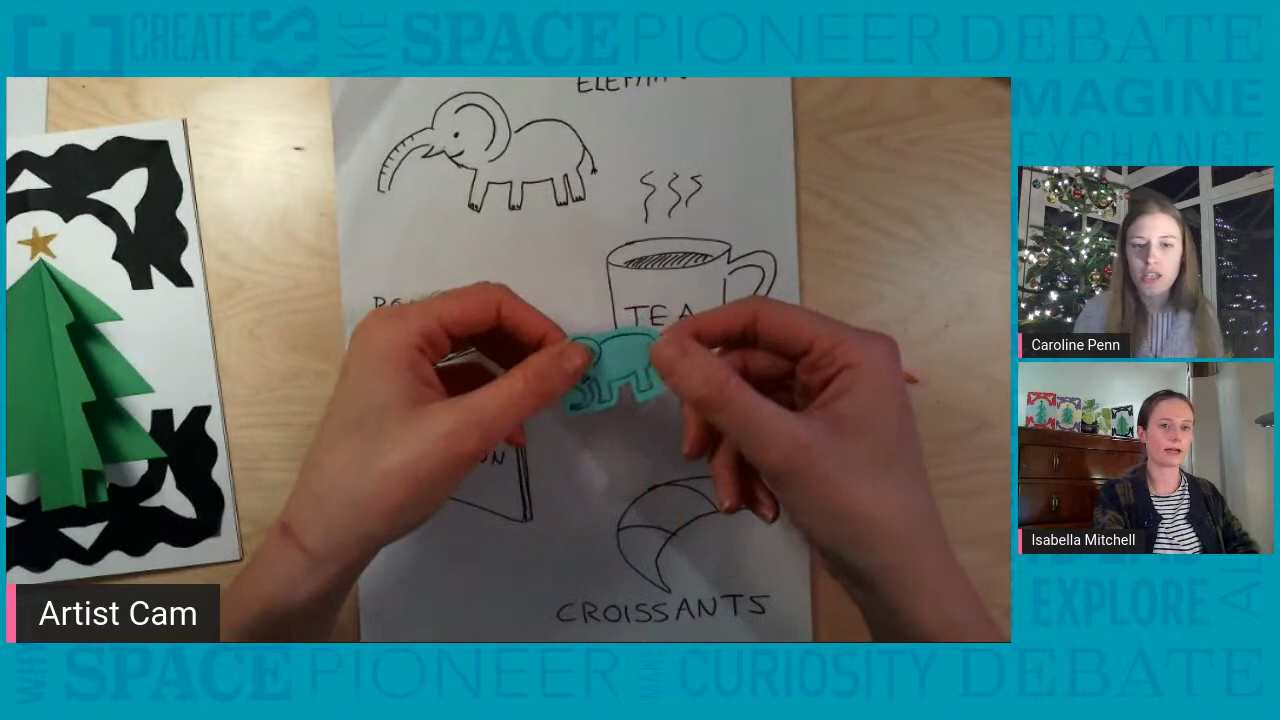 CREATE
SPACE PIONEER DEBATE
ELEPHANT
TEA
CROISSANTS
Artist Cam
IMAGINE
EXCHANGE
Caroline Penn
Isabella Mitchell
EXPLORE
SPACE PIONEER CURIOSITY DEBATE